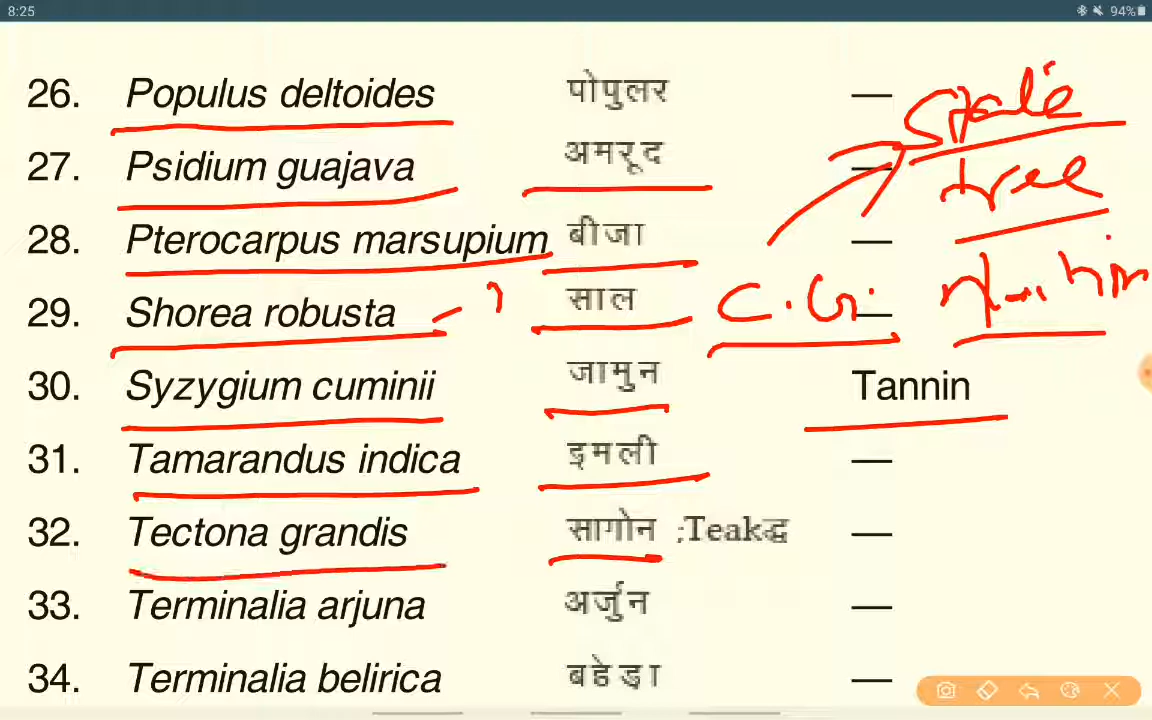 8:25 94%
26. Populus deltoides पोपुलर — State
27. Psidium guajava अमरूद — tree
28. Pterocarpus marsupium बीजा —
29. Shorea robusta - ? साल C.G. —
30. Syzygium cuminii जामुन Tannin
31. Tamarandus indica इमली —
32. Tectona grandis सागोन ;Teakद्ध —
33. Terminalia arjuna अर्जुन —
34. Terminalia belirica बहेड़ा —